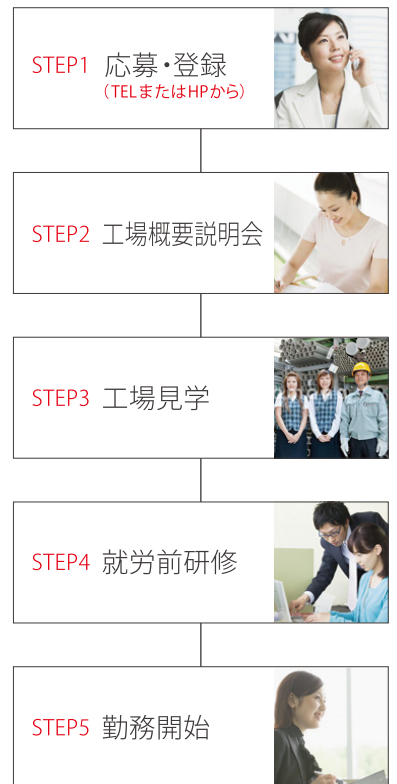 STEP1 応募・登録
（TELまたはHPから）
STEP2 工場概要説明会
STEP3 工場見学
STEP4 就労前研修
STEP5 勤務開始